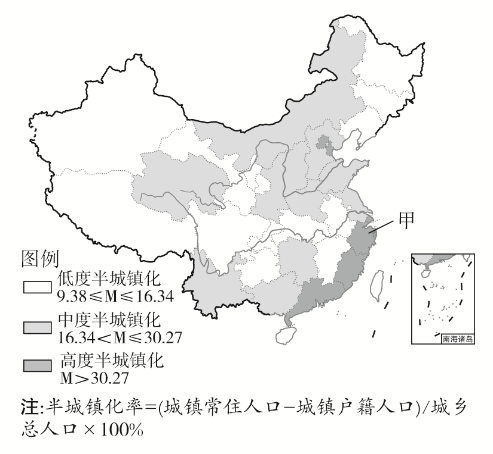 甲
图例
低度半城镇化
9.38≤M≤16.34
中度半城镇化
16.34<M≤30.27
高度半城镇化
M>30.27
南海诸岛
注:半城镇化率=(城镇常住人口-城镇户籍人口)/城乡
总人口×100%